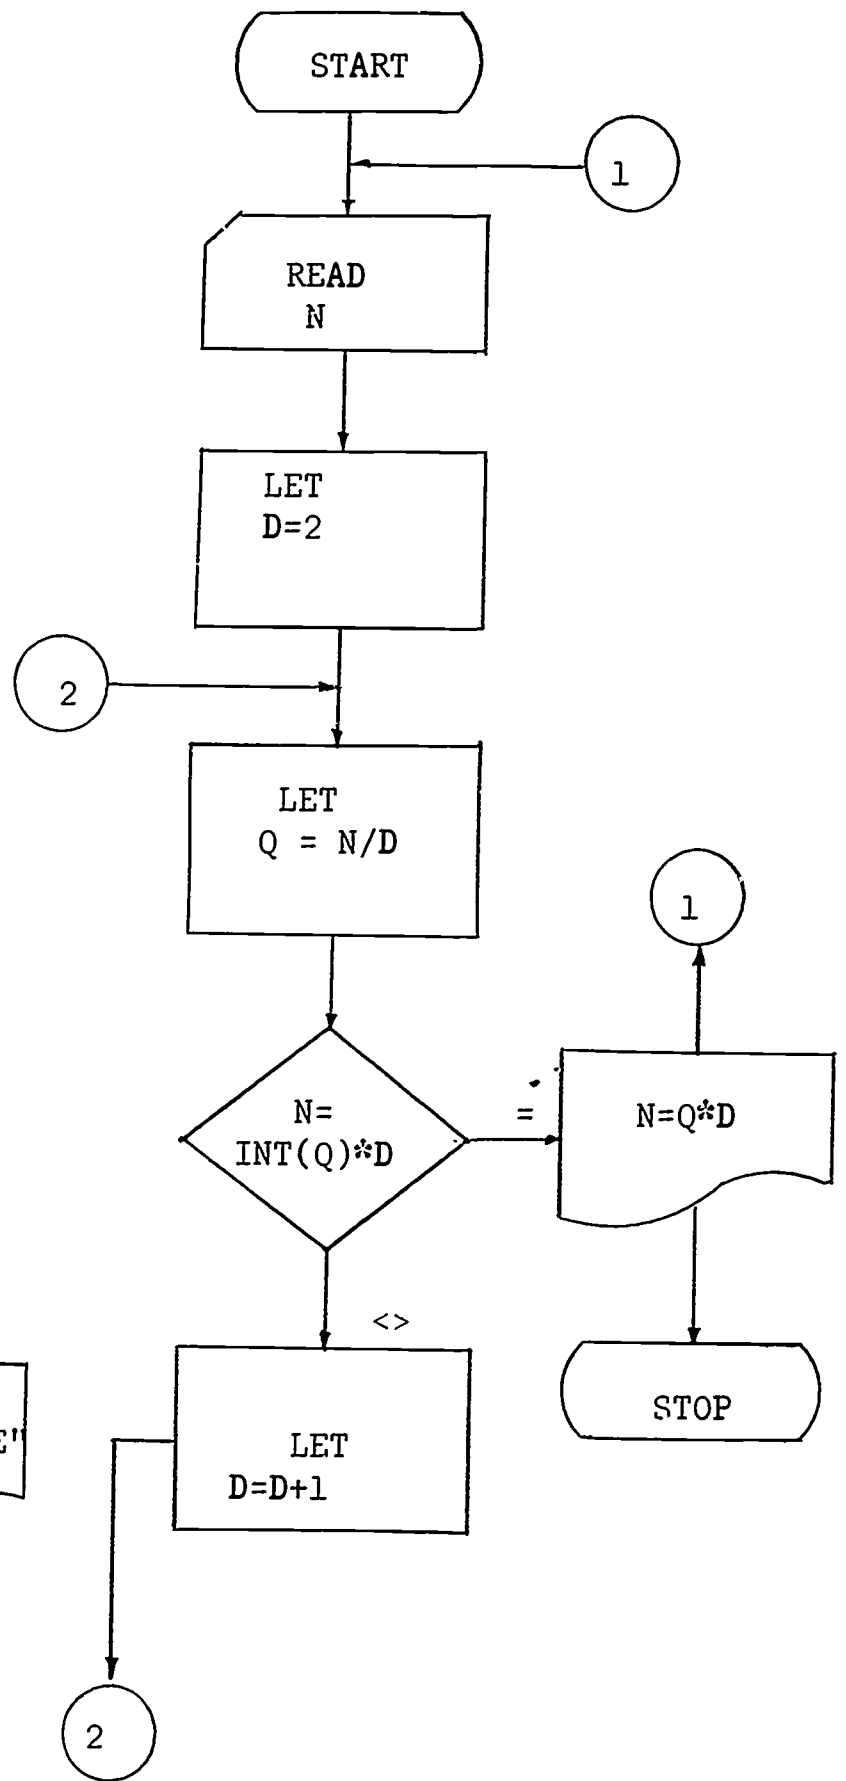 START
1
READ
N
LET
D=2
2
LET
Q = N/D
1
N=
INT(Q)*D
=
N=Q*D
<>
STOP
E"
LET
D=D+1
2